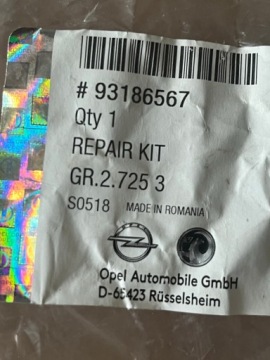 # 93186567
Qty 1
REPAIR KIT
GR.2.725 3
S0518 MADE IN ROMANIA
Opel Automobile GmbH
D-65423 Rüsselsheim